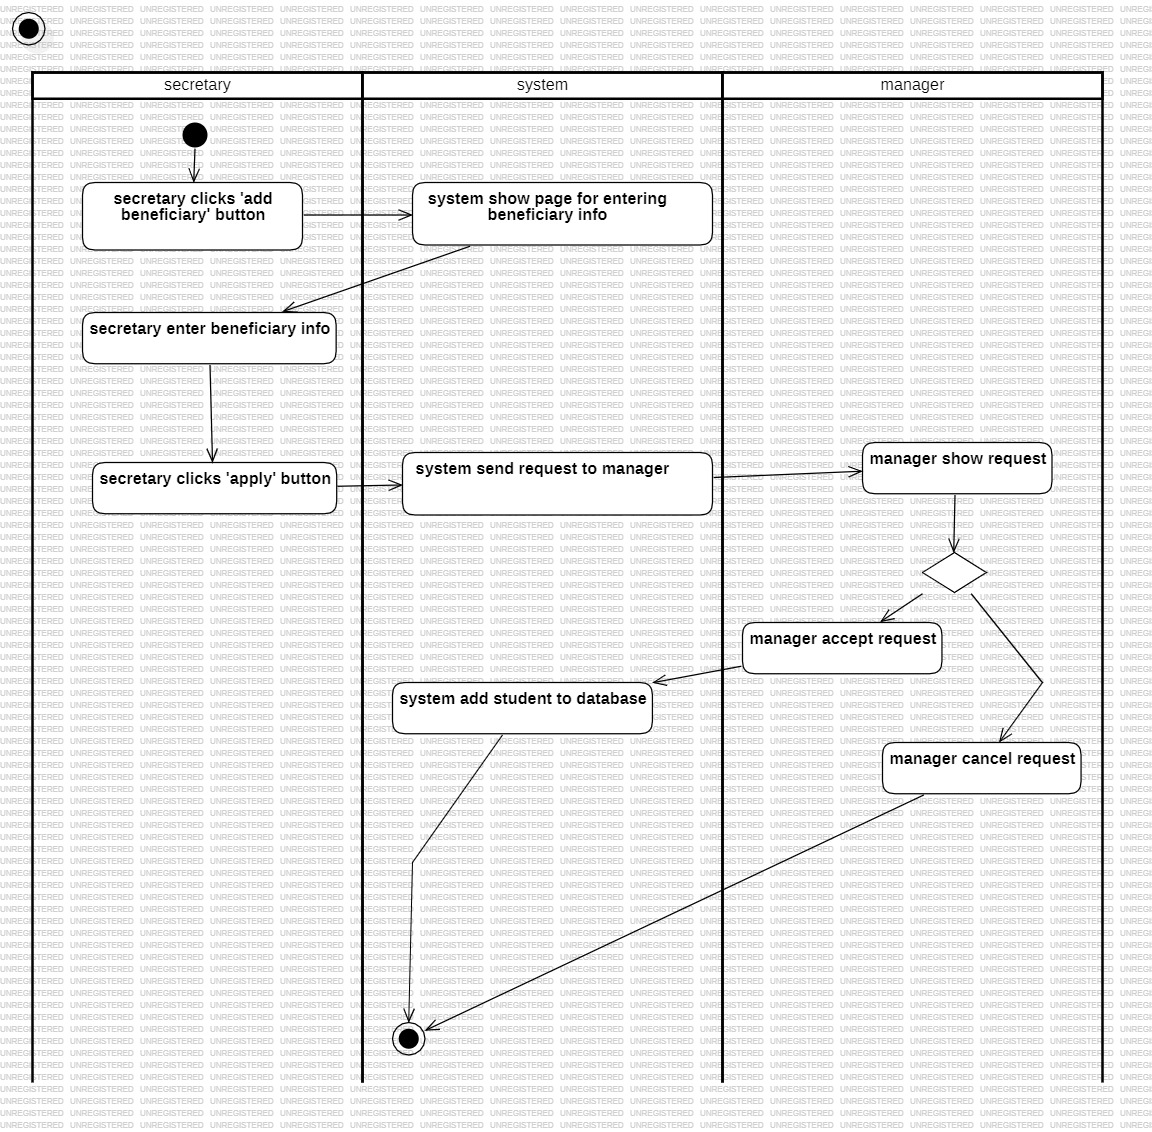 secretary
system
manager
secretary clicks 'add
beneficiary' button
system show page for entering
beneficiary info
secretary enter beneficiary info
secretary clicks 'apply' button
system send request to manager
manager show request
manager accept request
system add student to database
manager cancel request
UNREGISTERED